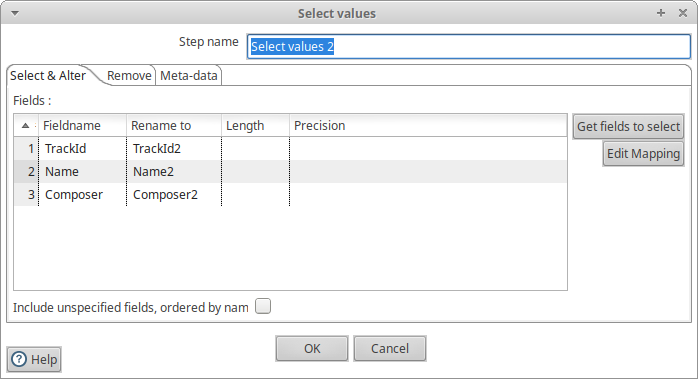 Select values
Step name Select values 2
Select & Alter Remove Meta-data
Fields :
Fieldname Rename to Length Precision
1 TrackId TrackId2
2 Name Name2
3 Composer Composer2
Get fields to select
Edit Mapping
Include unspecified fields, ordered by nam
OK Cancel
Help